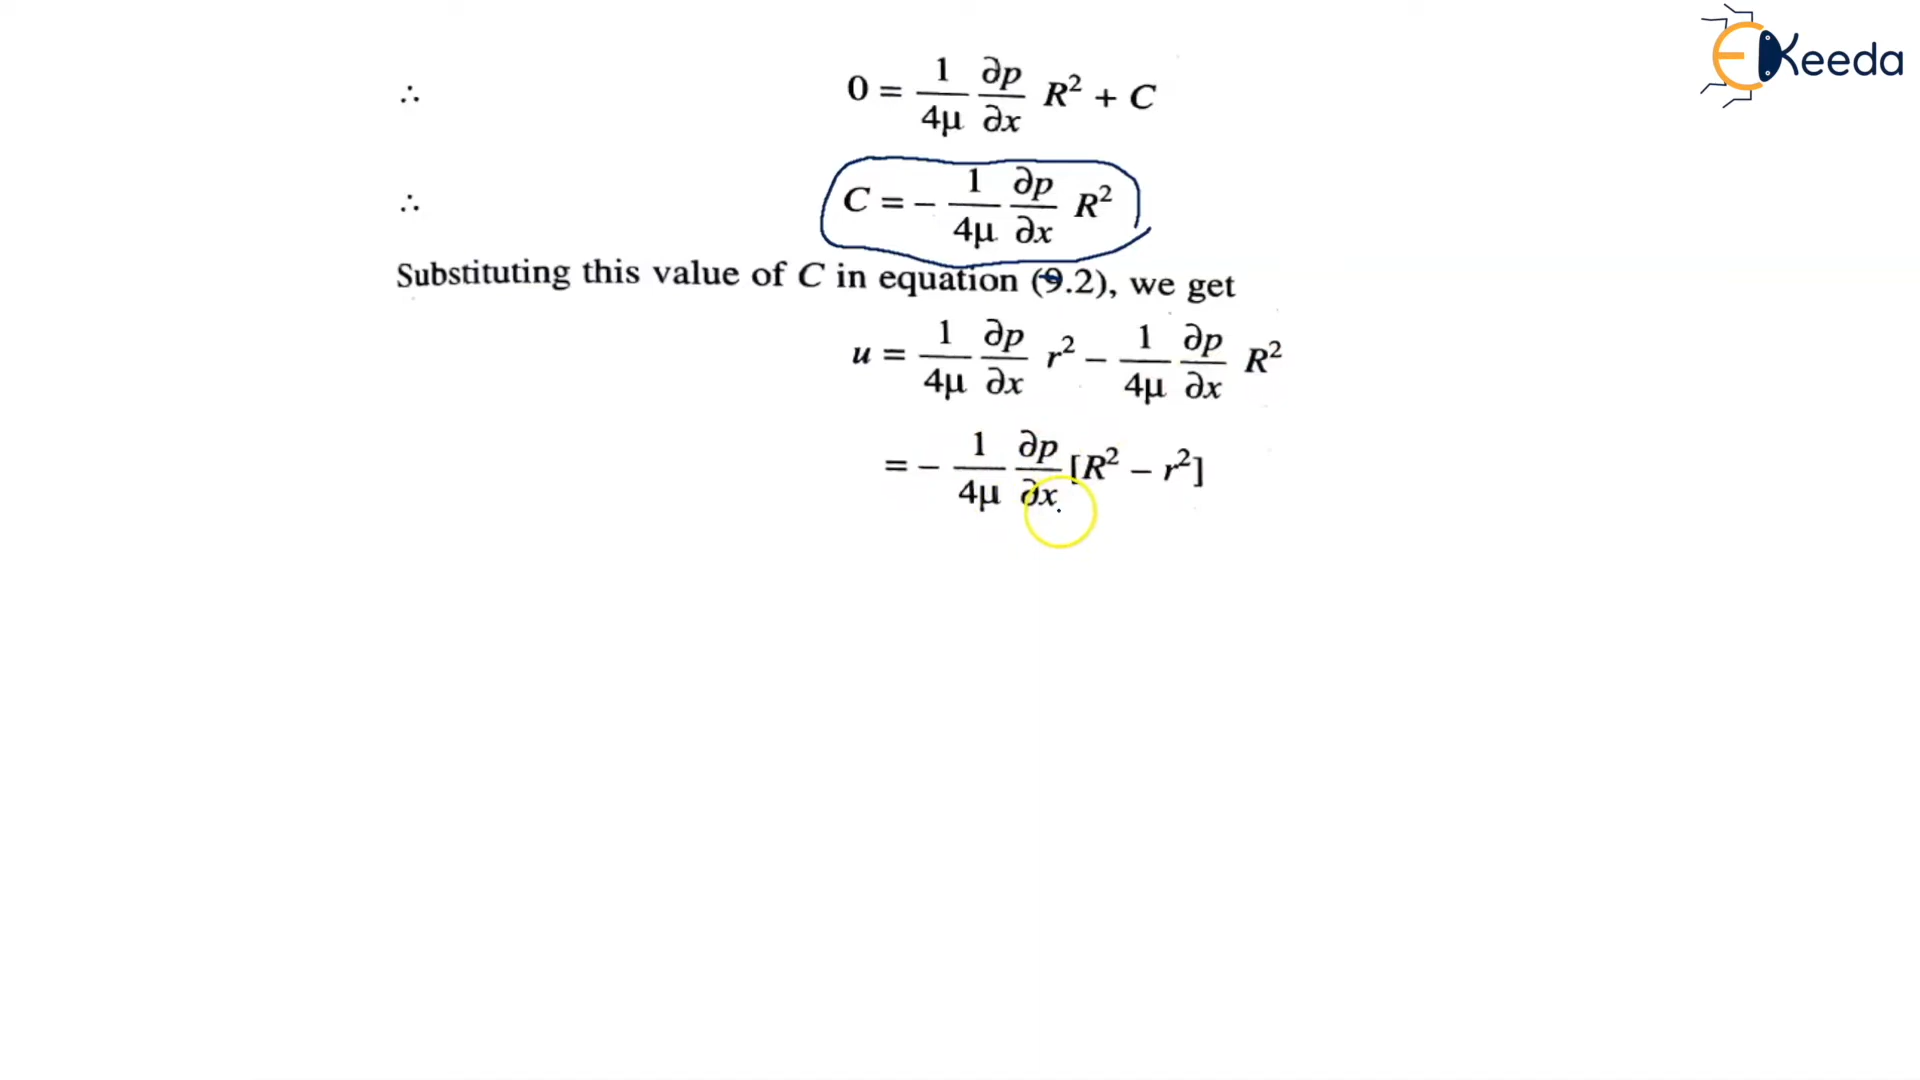 EKeeda
∴ 0 = 1/4μ ∂p/∂x R² + C
∴ C = − 1/4μ ∂p/∂x R²
Substituting this value of C in equation (9.2), we get
u = 1/4μ ∂p/∂x r² − 1/4μ ∂p/∂x R²
= − 1/4μ ∂p/∂x [R² − r²]